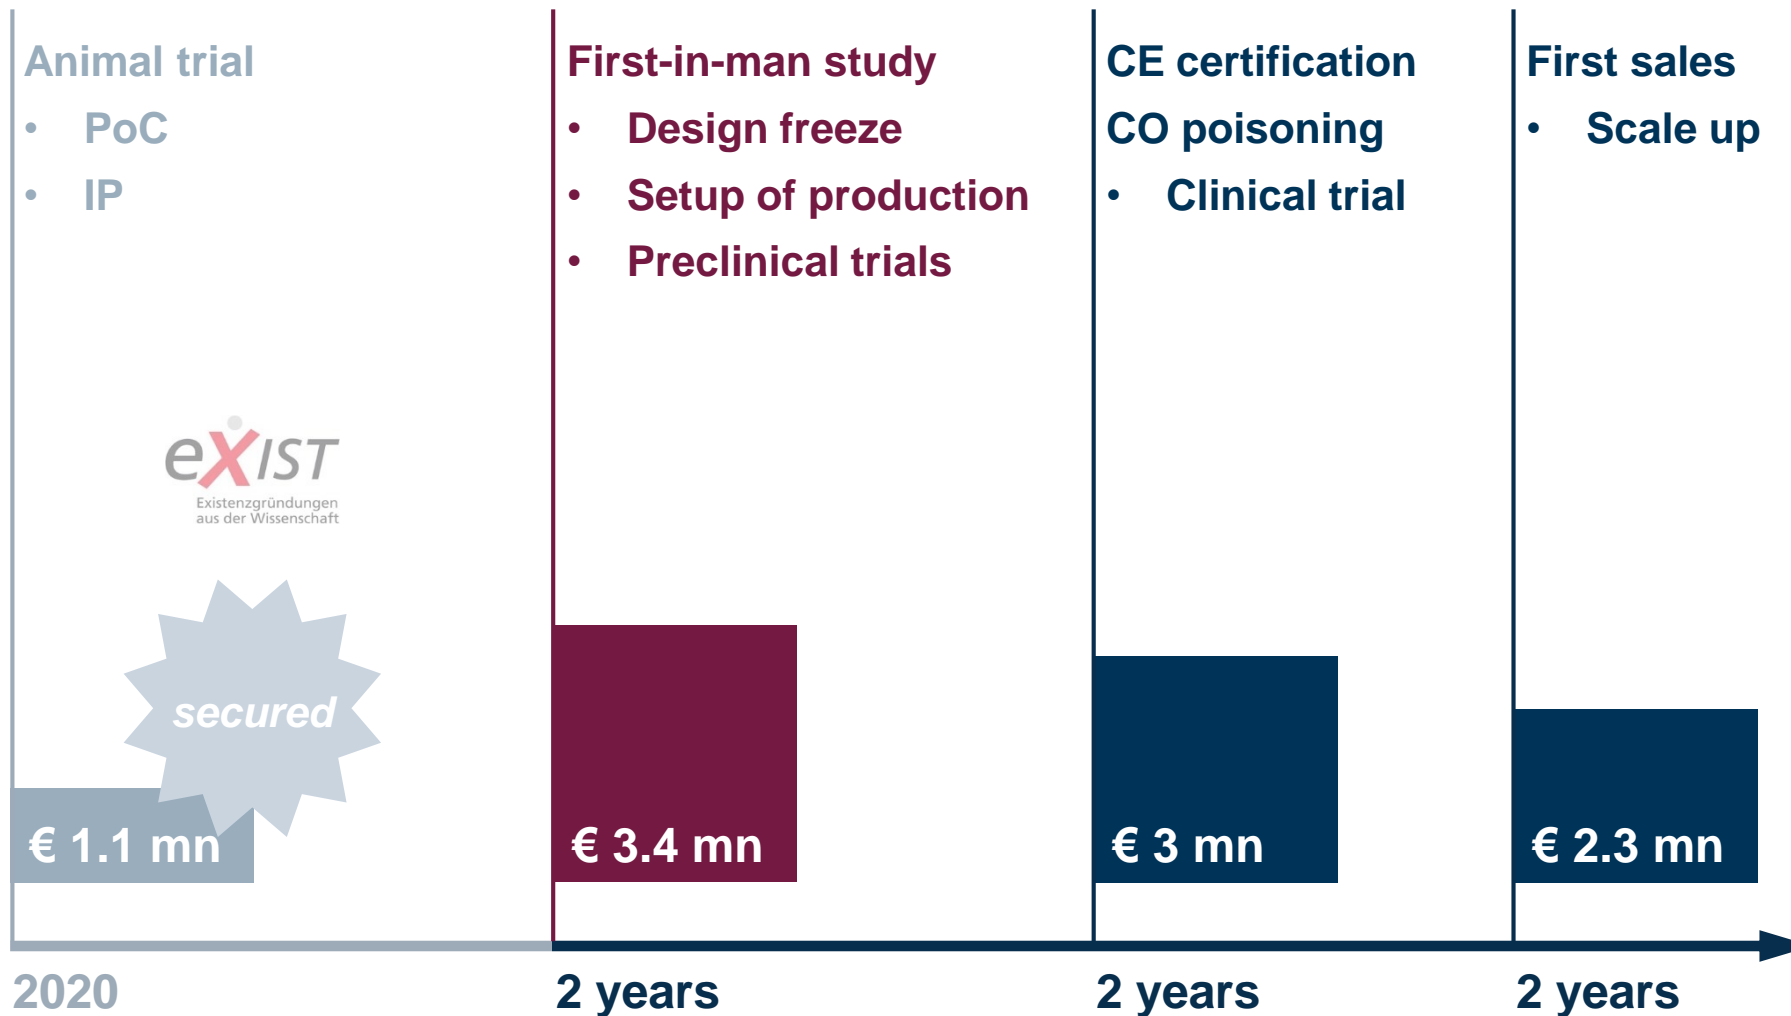 Animal trial
• PoC
• IP
eXIST
Existenzgründungen
aus der Wissenschaft
secured
€ 1.1 mn
2020
First-in-man study
• Design freeze
• Setup of production
• Preclinical trials
€ 3.4 mn
2 years
CE certification
CO poisoning
• Clinical trial
€ 3 mn
2 years
First sales
• Scale up
€ 2.3 mn
2 years